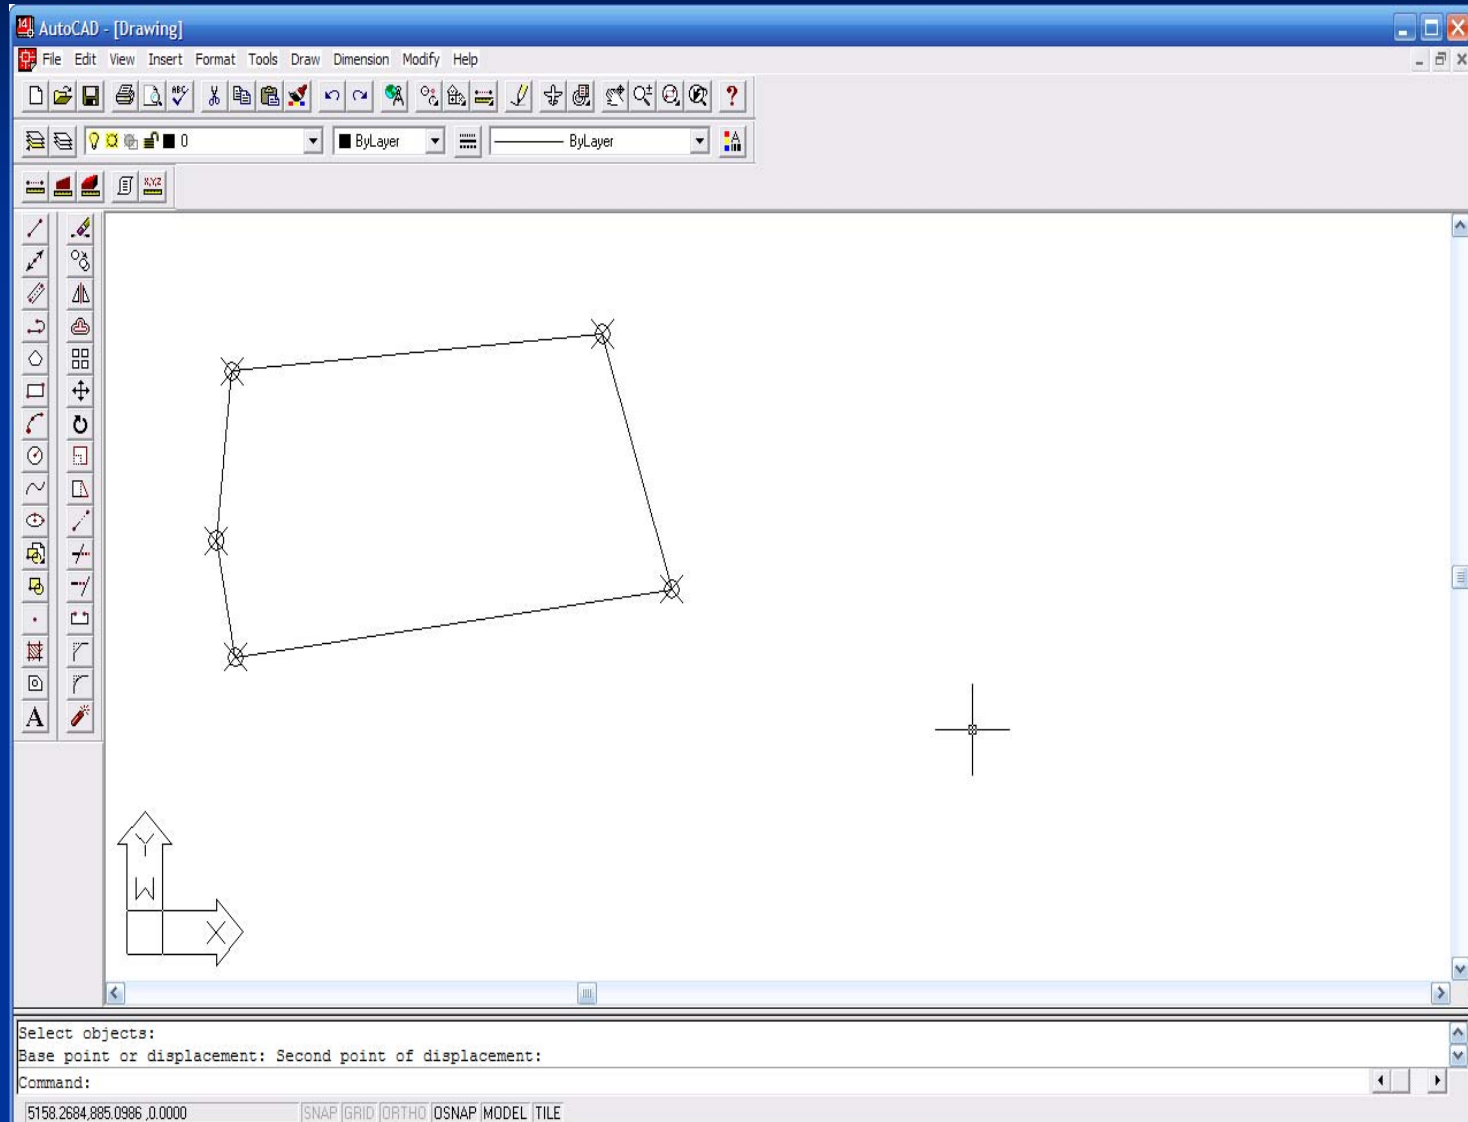 14
AutoCAD - [Drawing]
File Edit View Insert Format Tools Draw Dimension Modify Help
ABC
?
0 ByLayer ByLayer A
X,Y,Z
A
Y
W
X
Select objects:
Base point or displacement: Second point of displacement:
Command:
5158.2684,885.0986 ,0.0000 SNAP GRID ORTHO OSNAP MODEL TILE